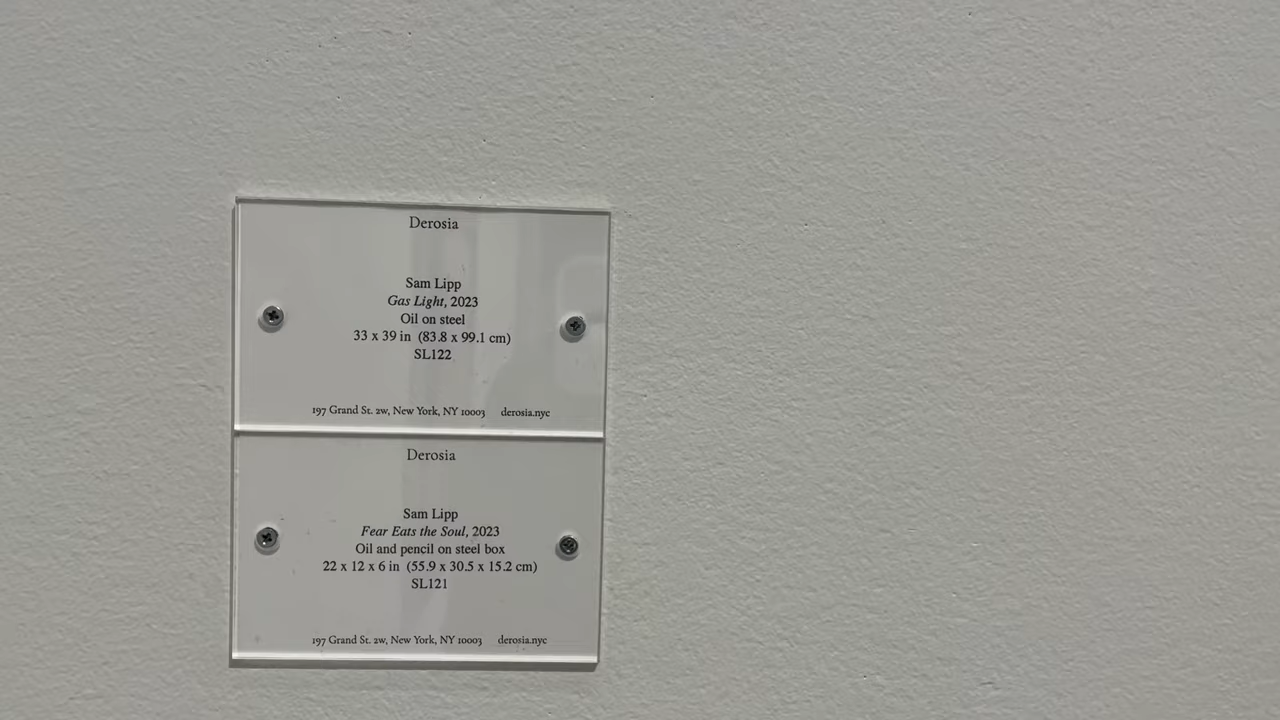 Derosia
Sam Lipp
Gas Light, 2023
Oil on steel
33 x 39 in (83.8 x 99.1 cm)
SL122
197 Grand St. 2w, New York, NY 10003 derosia.nyc
Derosia
Sam Lipp
Fear Eats the Soul, 2023
Oil and pencil on steel box
22 x 12 x 6 in (55.9 x 30.5 x 15.2 cm)
SL121
197 Grand St. 2w, New York, NY 10003 derosia.nyc